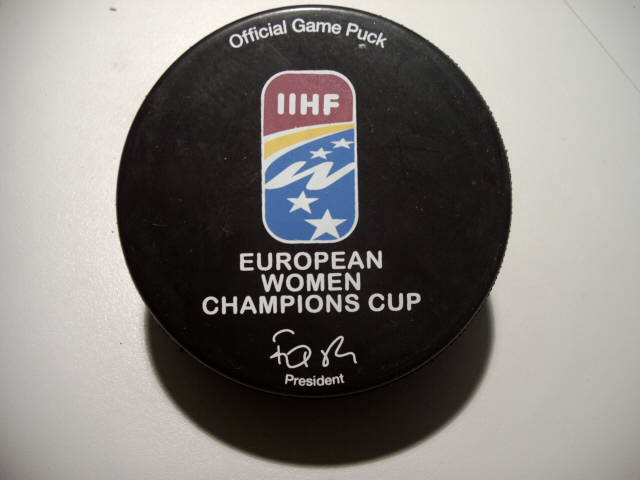 Official Game Puck
IIHF
EUROPEAN
WOMEN
CHAMPIONS CUP
President